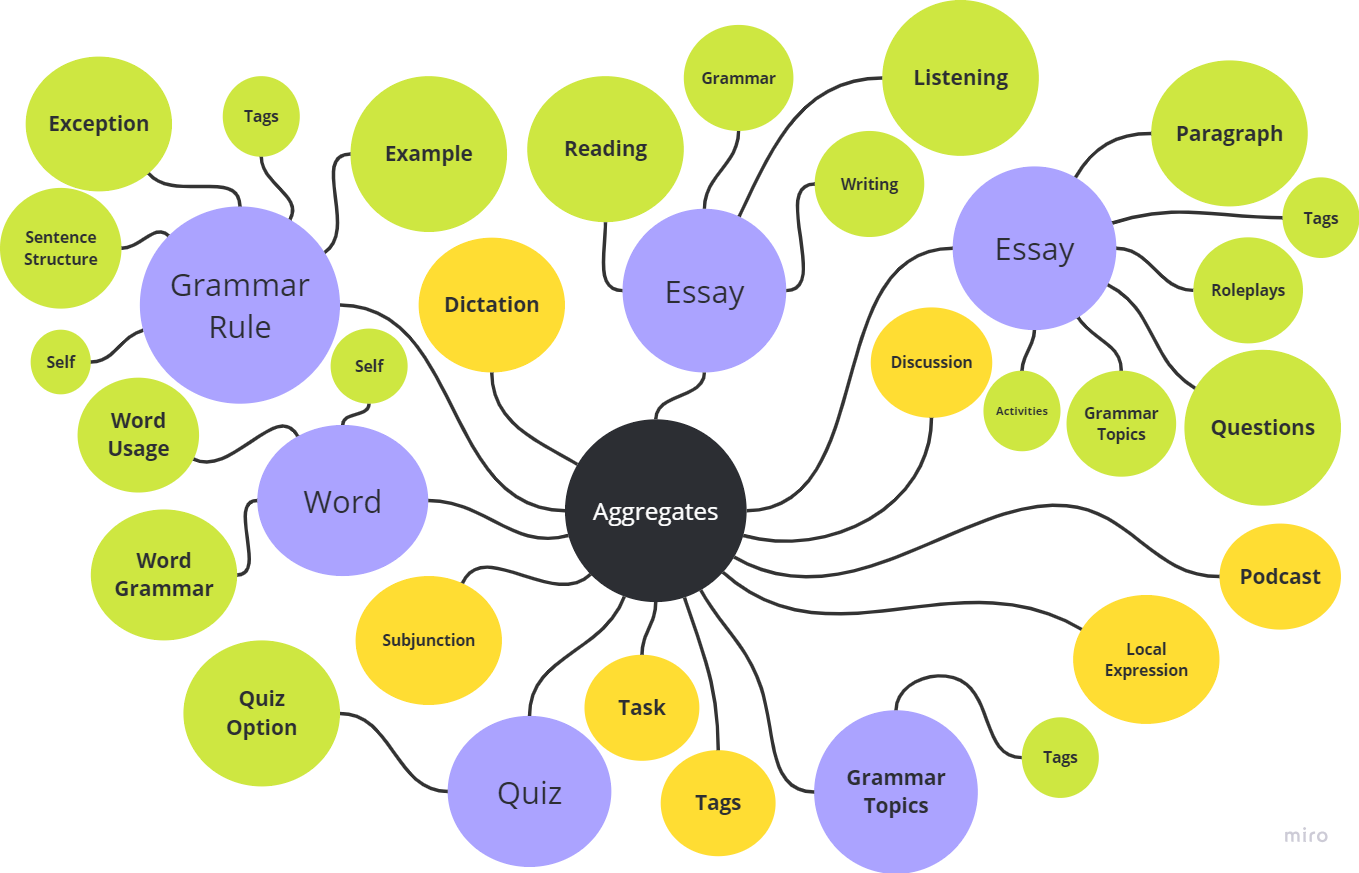 Listening
Grammar
Exception
Tags
Example
Reading
Paragraph
Writing
Tags
Sentence
Structure
Essay
Grammar
Rule
Essay
Roleplays
Dictation
Self
Self
Discussion
Activities
Grammar
Topics
Questions
Word
Usage
Word
Aggregates
Word
Grammar
Podcast
Subjunction
Local
Expression
Quiz
Option
Task
Tags
Quiz
Tags
Grammar
Topics
miro